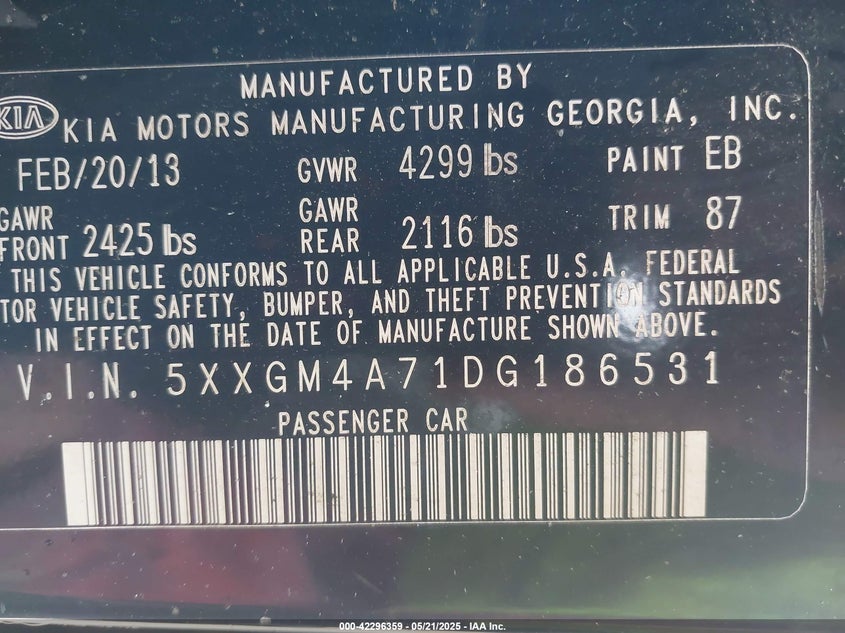 MANUFACTURED BY
KIA KIA MOTORS MANUFACTURING GEORGIA, INC.
FEB/20/13 GVWR 4299 lbs PAINT EB
GAWR FRONT 2425 lbs GAWR REAR 2116 lbs TRIM 87
THIS VEHICLE CONFORMS TO ALL APPLICABLE U.S.A. FEDERAL
TOR VEHICLE SAFETY, BUMPER, AND THEFT PREVENTION STANDARDS
IN EFFECT ON THE DATE OF MANUFACTURE SHOWN ABOVE.
V.I.N. 5XXGM4A71DG186531
PASSENGER CAR
000-42296359 - 05/21/2025 - IAA Inc.